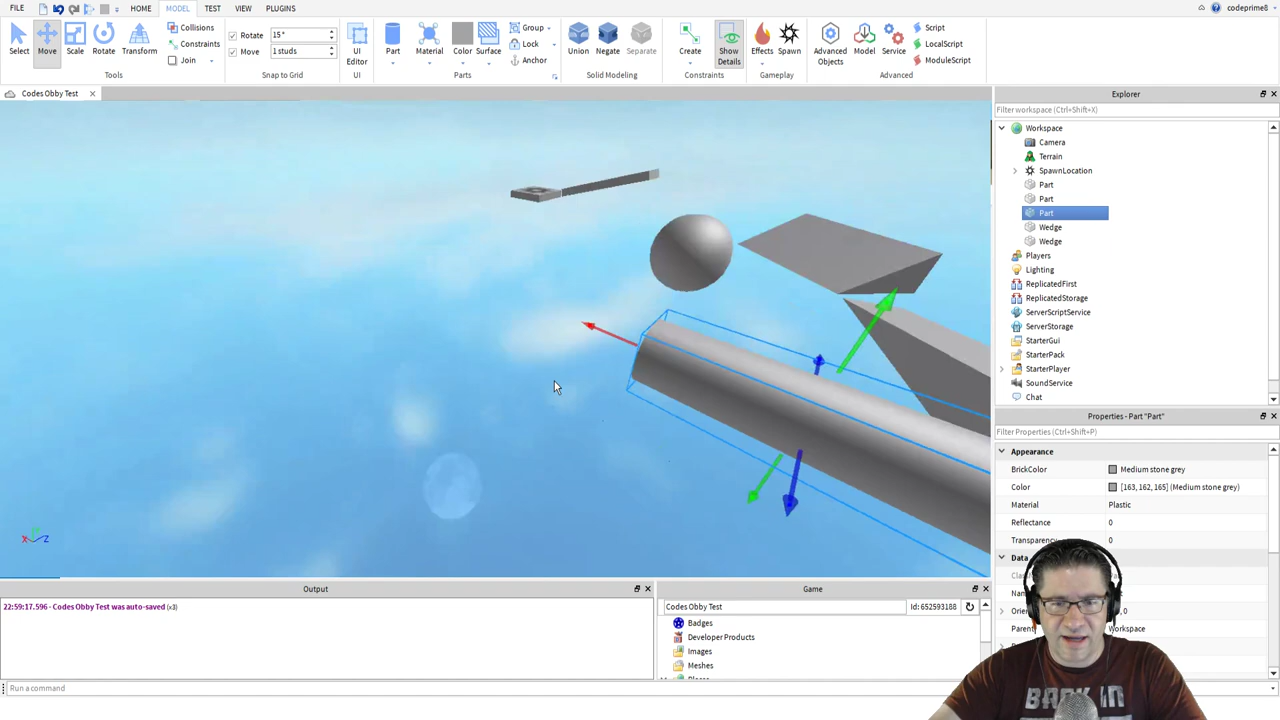 FILE HOME MODEL TEST VIEW PLUGINS codeprime8
Select Move Scale Rotate Transform
Collisions
Constraints
Join
Tools
Rotate 15°
Move 1 studs
Snap to Grid
UI Editor
UI
Part Material Color Surface
Group
Lock
Anchor
Parts
Union Negate Separate
Solid Modeling
Create Show Details
Constraints
Effects Spawn
Gameplay
Advanced Objects Model Service
Script
LocalScript
ModuleScript
Advanced
Codes Obby Test
Explorer
Filter workspace (Ctrl+Shift+X)
Workspace
Camera
Terrain
SpawnLocation
Part
Part
Part
Wedge
Wedge
Players
Lighting
ReplicatedFirst
ReplicatedStorage
ServerScriptService
ServerStorage
StarterGui
StarterPack
StarterPlayer
SoundService
Chat
Properties - Part "Part"
Filter Properties (Ctrl+Shift+P)
Appearance
BrickColor Medium stone grey
Color [163, 162, 165] (Medium stone grey)
Material Plastic
Reflectance 0
Transparency 0
Data
Parent Workspace
X Z
Output
22:59:17.596 - Codes Obby Test was auto-saved (x3)
Game
Codes Obby Test Id: 652593188
Badges
Developer Products
Images
Meshes
Run a command
BACK IN